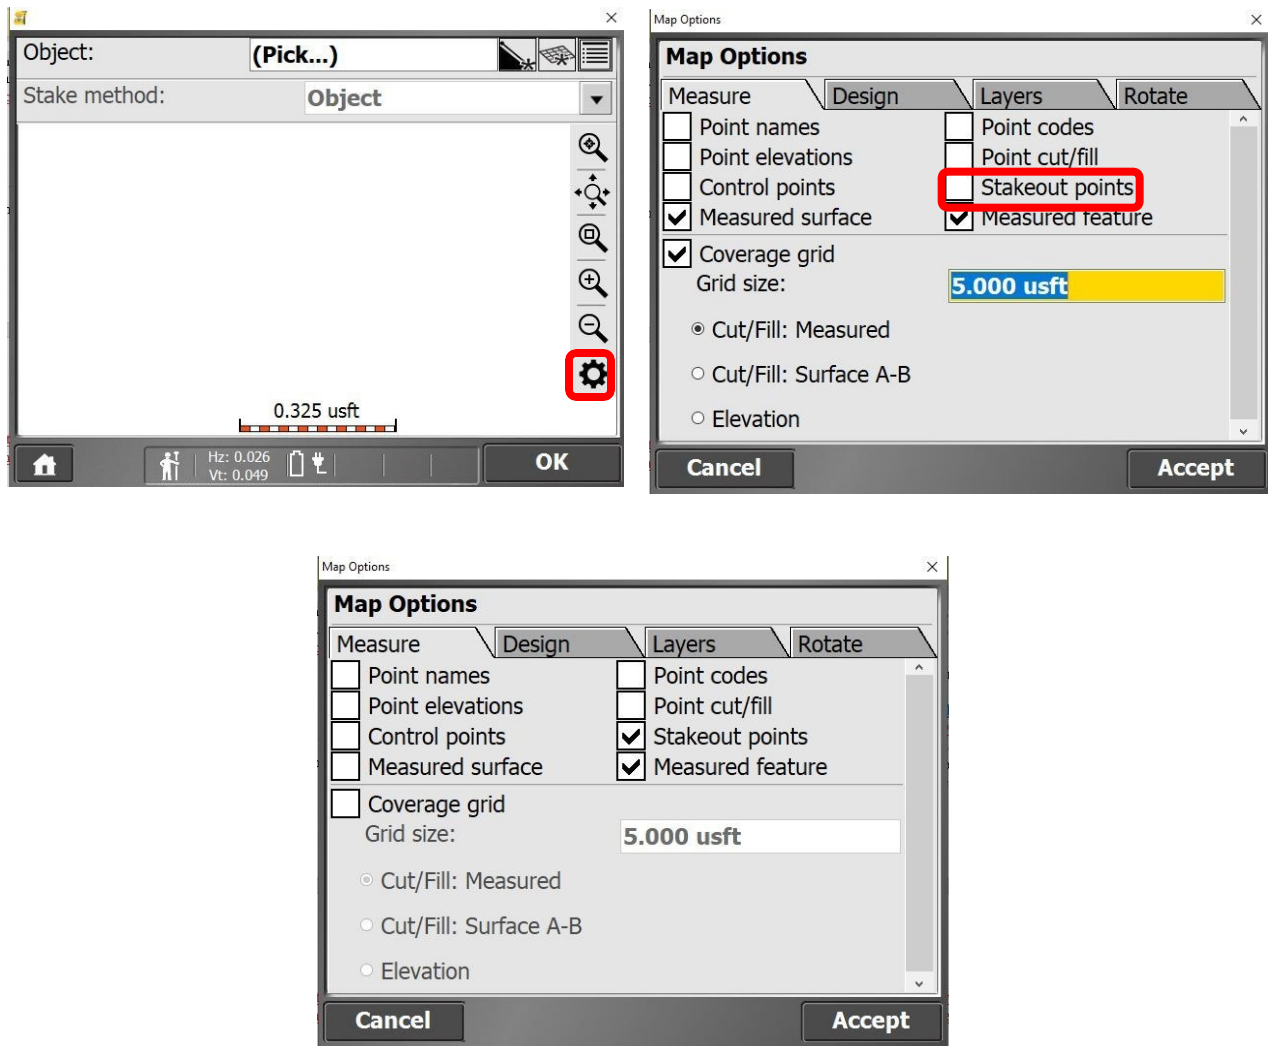 Object:
(Pick...)
Stake method:
Object
0.325 usft
Hz: 0.026
Vt: 0.049
OK
Map Options
Map Options
Measure Design Layers Rotate
Point names Point codes
Point elevations Point cut/fill
Control points Stakeout points
Measured surface Measured feature
Coverage grid
Grid size: 5.000 usft
Cut/Fill: Measured
Cut/Fill: Surface A-B
Elevation
Cancel Accept
Map Options
Map Options
Measure Design Layers Rotate
Point names Point codes
Point elevations Point cut/fill
Control points Stakeout points
Measured surface Measured feature
Coverage grid
Grid size: 5.000 usft
Cut/Fill: Measured
Cut/Fill: Surface A-B
Elevation
Cancel Accept